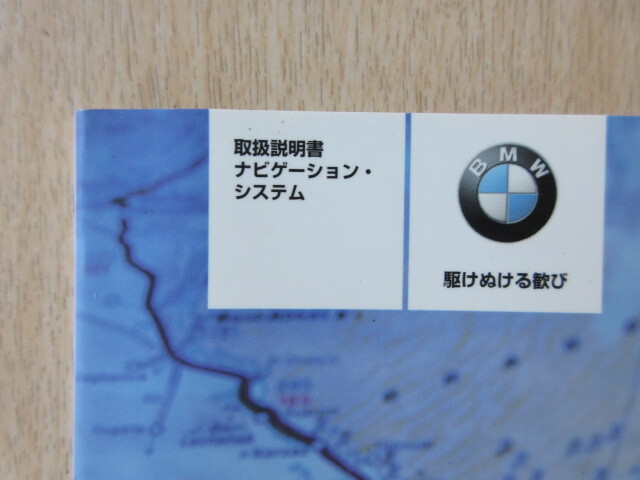 取扱説明書
ナビゲーション・
システム
BMW
駆けぬける歓び